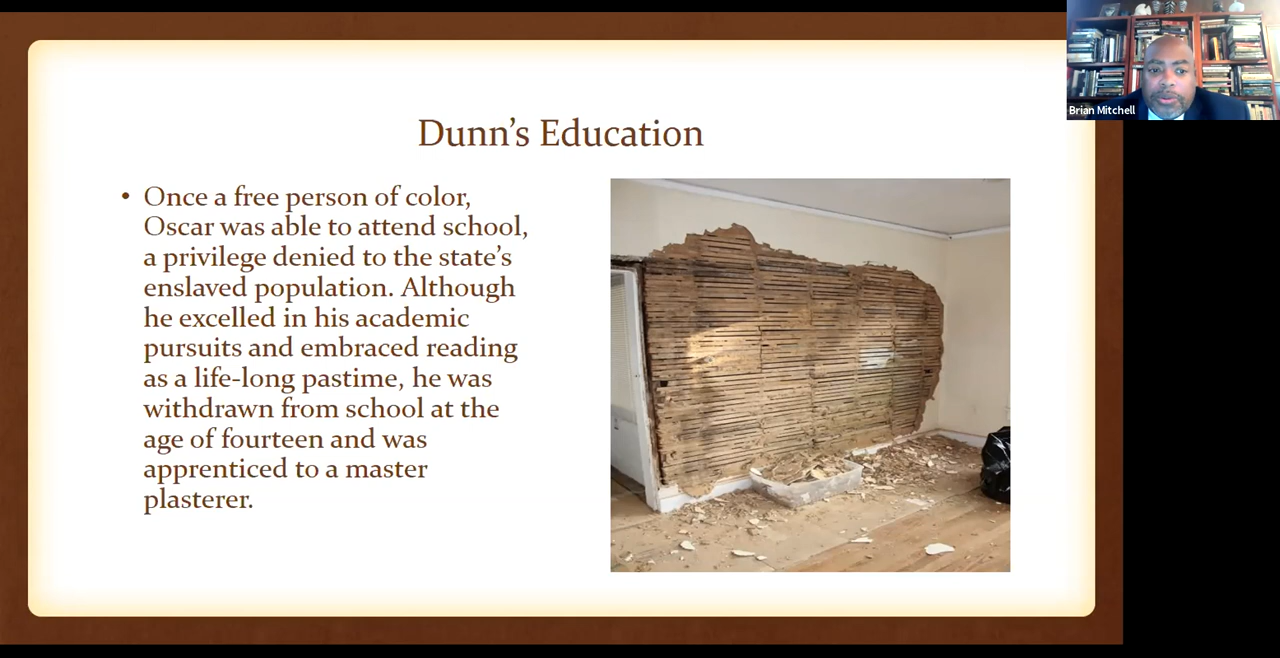 Dunn’s Education
• Once a free person of color,
Oscar was able to attend school,
a privilege denied to the state’s
enslaved population. Although
he excelled in his academic
pursuits and embraced reading
as a life-long pastime, he was
withdrawn from school at the
age of fourteen and was
apprenticed to a master
plasterer.
Brian Mitchell